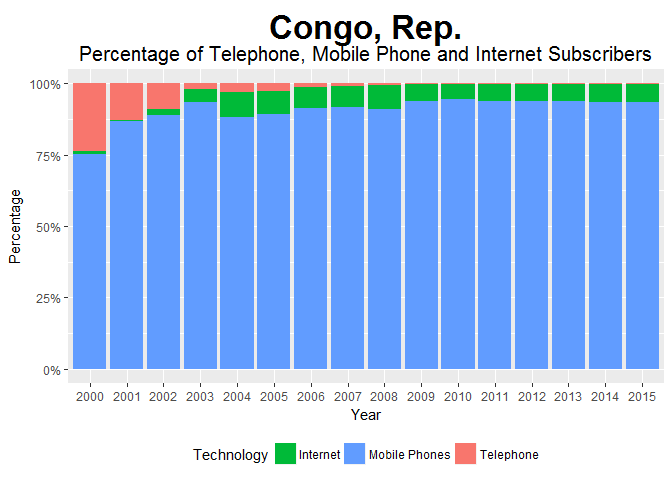 Congo, Rep.
Percentage of Telephone, Mobile Phone and Internet Subscribers
Percentage
100%
75%
50%
25%
0%
2000 2001 2002 2003 2004 2005 2006 2007 2008 2009 2010 2011 2012 2013 2014 2015
Year
Technology Internet Mobile Phones Telephone